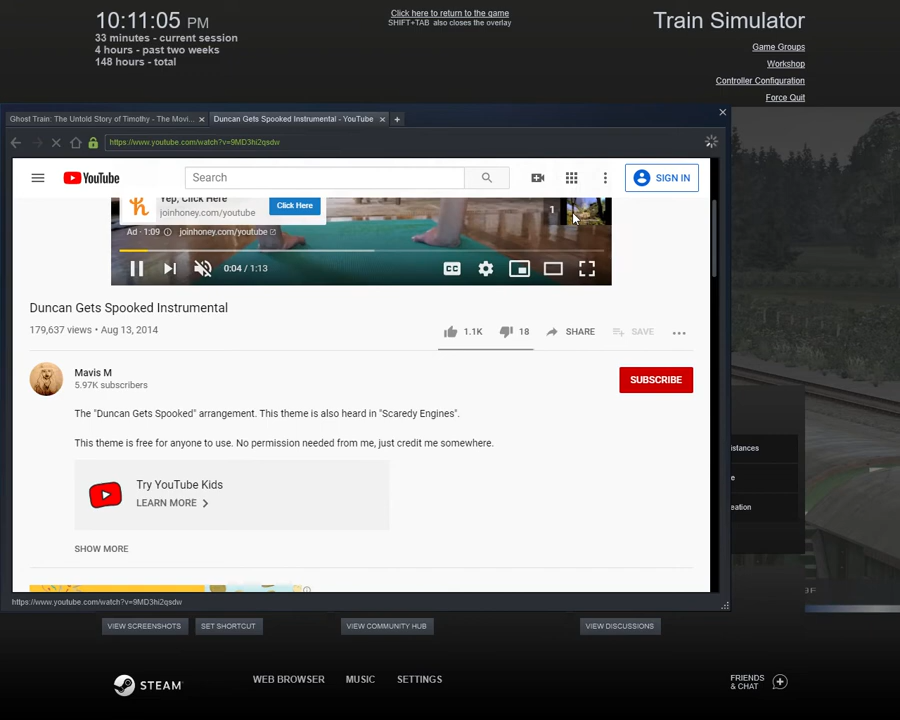 10:11:05 PM
33 minutes - current session
4 hours - past two weeks
148 hours - total
Click here to return to the game
SHIFT+TAB also closes the overlay
Train Simulator
Game Groups
Workshop
Controller Configuration
Force Quit
Ghost Train: The Untold Story of Timothy - The Movi...
Duncan Gets Spooked Instrumental - YouTube
https://www.youtube.com/watch?v=9MD3hi2qsdw
YouTube
Search
SIGN IN
Yep, Click Here
joinhoney.com/youtube
Click Here
1
Ad · 1:09
joinhoney.com/youtube
0:04 / 1:13
CC
Duncan Gets Spooked Instrumental
179,637 views • Aug 13, 2014
1.1K
18
SHARE
SAVE
Mavis M
5.97K subscribers
SUBSCRIBE
The "Duncan Gets Spooked" arrangement. This theme is also heard in "Scaredy Engines".
This theme is free for anyone to use. No permission needed from me, just credit me somewhere.
Try YouTube Kids
LEARN MORE
SHOW MORE
https://www.youtube.com/watch?v=9MD3hi2qsdw
istances
e
eation
VIEW SCREENSHOTS
SET SHORTCUT
VIEW COMMUNITY HUB
VIEW DISCUSSIONS
STEAM
WEB BROWSER
MUSIC
SETTINGS
FRIENDS
& CHAT